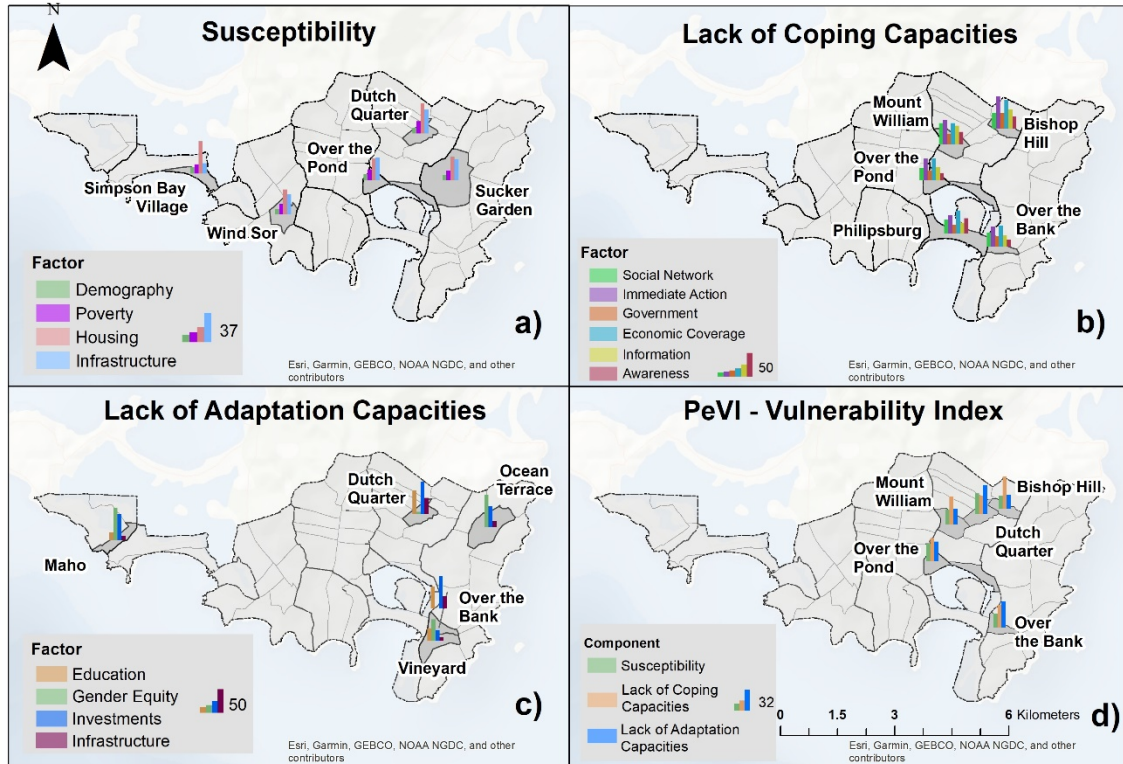 N
Susceptibility
Dutch
Quarter
Over the
Pond
Simpson Bay
Village
Wind Sor
Sucker
Garden
Factor
Demography
Poverty
Housing
Infrastructure
37
a)
Esri, Garmin, GEBCO, NOAA NGDC, and other
contributors
Lack of Coping Capacities
Mount
William
Bishop
Hill
Over the
Pond
Philipsburg
Over the
Bank
Factor
Social Network
Immediate Action
Government
Economic Coverage
Information
Awareness
50
b)
Esri, Garmin, GEBCO, NOAA NGDC, and other
contributors
Lack of Adaptation Capacities
Dutch
Quarter
Ocean
Terrace
Maho
Over the
Bank
Vineyard
Factor
Education
Gender Equity
Investments
Infrastructure
50
c)
Esri, Garmin, GEBCO, NOAA NGDC, and other
contributors
PeVI - Vulnerability Index
Mount
William
Bishop Hill
Dutch
Quarter
Over the
Pond
Over
the Bank
Component
Susceptibility
Lack of Coping
Capacities
Lack of Adaptation
Capacities
32
0 1.5 3 6 Kilometers
d)
Esri, Garmin, GEBCO, NOAA NGDC, and other
contributors